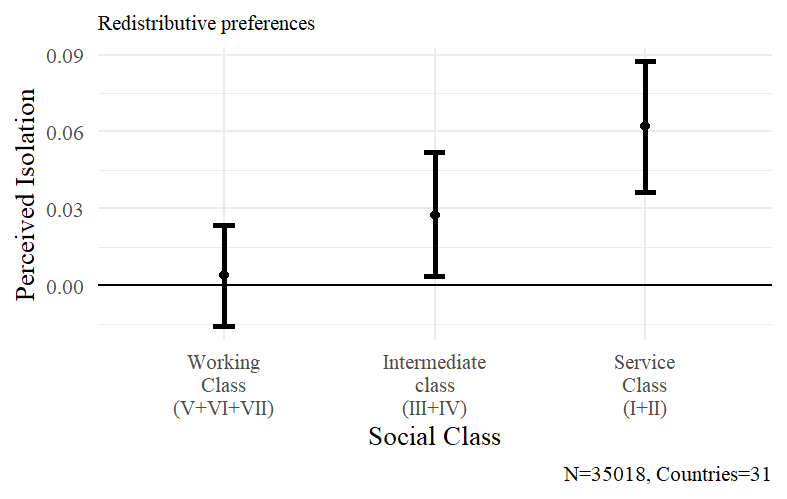 Redistributive preferences
Perceived Isolation
0.09
0.06
0.03
0.00
Working
Class
(V+VI+VII)
Intermediate
class
(III+IV)
Service
Class
(I+II)
Social Class
N=35018, Countries=31